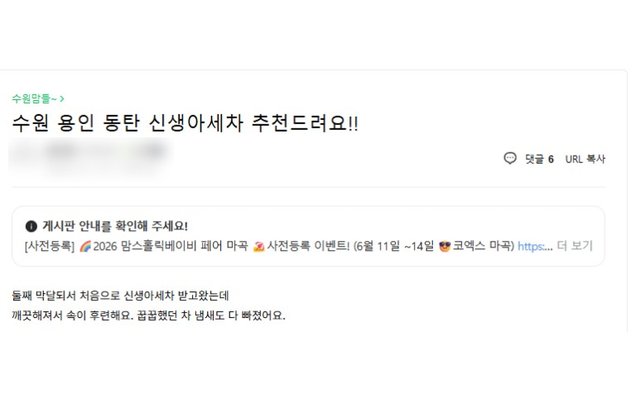 수원맘들~ >
수원 용인 동탄 신생아세차 추천드려요!!
댓글 6 URL 복사
게시판 안내를 확인해 주세요!
[사전등록] 🌈2026 맘스홀릭베이비 페어 마곡 🏖️사전등록 이벤트! (6월 11일 ~14일 😎코엑스 마곡) https:... 더 보기
둘째 막달되서 처음으로 신생아세차 받고왔는데
깨끗해져서 속이 후련해요. 꿉꿉했던 차 냄새도 다 빠졌어요.